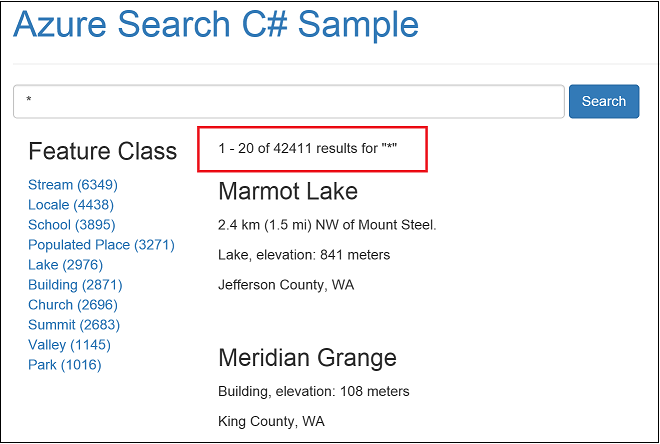 Azure Search C# Sample
*
Search
Feature Class
Stream (6349)
Locale (4438)
School (3895)
Populated Place (3271)
Lake (2976)
Building (2871)
Church (2696)
Summit (2683)
Valley (1145)
Park (1016)
1 - 20 of 42411 results for "*"
Marmot Lake
2.4 km (1.5 mi) NW of Mount Steel.
Lake, elevation: 841 meters
Jefferson County, WA
Meridian Grange
Building, elevation: 108 meters
King County, WA